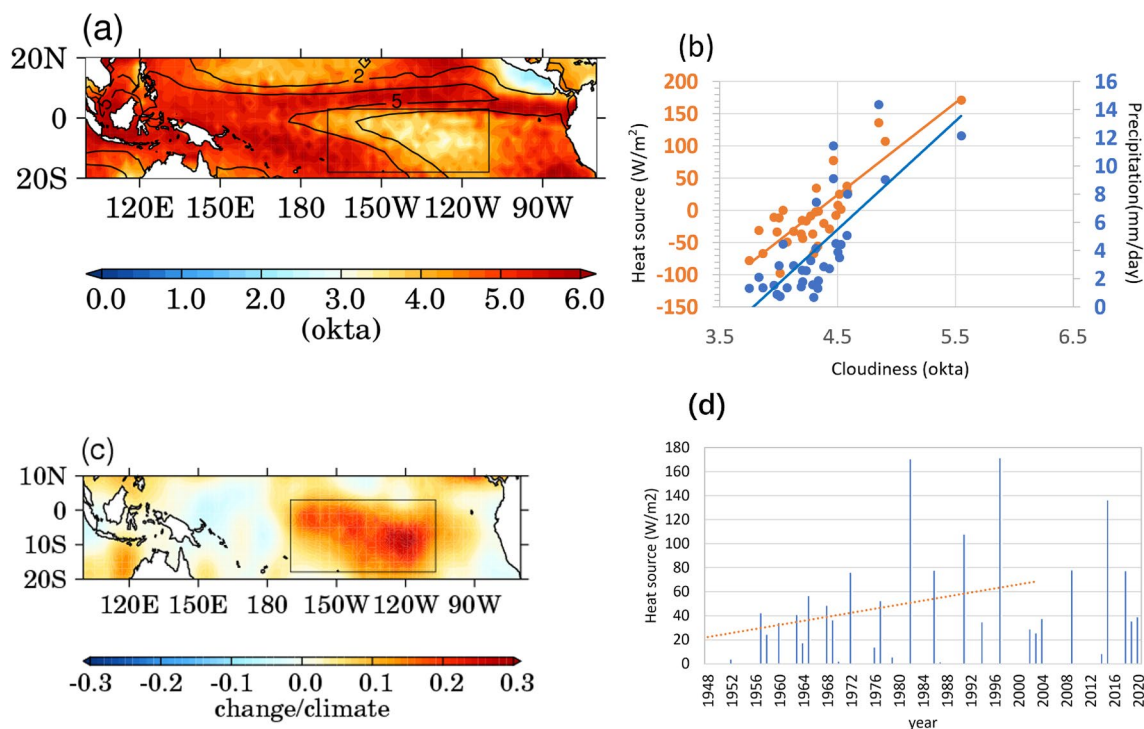 (a)
20N
0
20S
2
5
5
120E 150E 180 150W 120W 90W
0.0 1.0 2.0 3.0 4.0 5.0 6.0
(okta)
(b)
200
150
100
50
0
-50
-100
-150
Heat source (W/m²)
16
14
12
10
8
6
4
2
0
Precipitation(mm/day)
3.5 4.5 5.5 6.5
Cloudiness (okta)
(c)
10N
0
10S
20S
120E 150E 180 150W 120W 90W
-0.3 -0.2 -0.1 0.0 0.1 0.2 0.3
change/climate
(d)
180
160
140
120
100
80
60
40
20
0
Heat source (W/m2)
1948 1952 1956 1960 1964 1968 1972 1976 1980 1984 1988 1992 1996 2000 2004 2008 2012 2016 2020
year